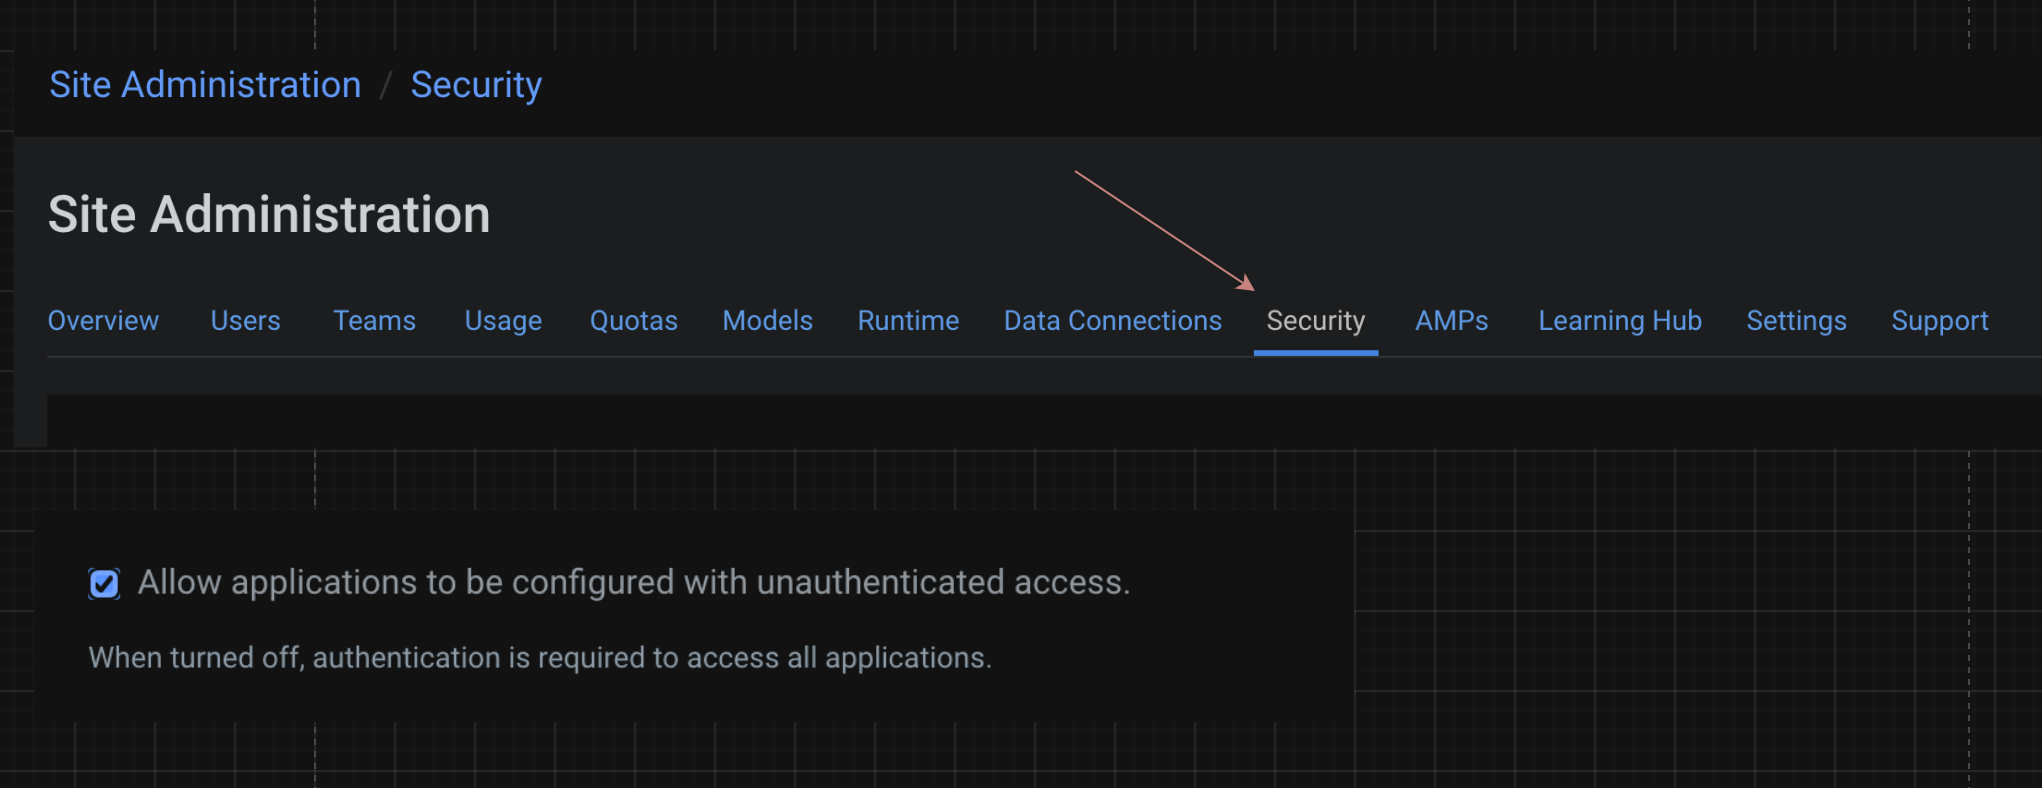 Site Administration / Security
Site Administration
Overview Users Teams Usage Quotas Models Runtime Data Connections Security AMPs Learning Hub Settings Support
Allow applications to be configured with unauthenticated access.
When turned off, authentication is required to access all applications.